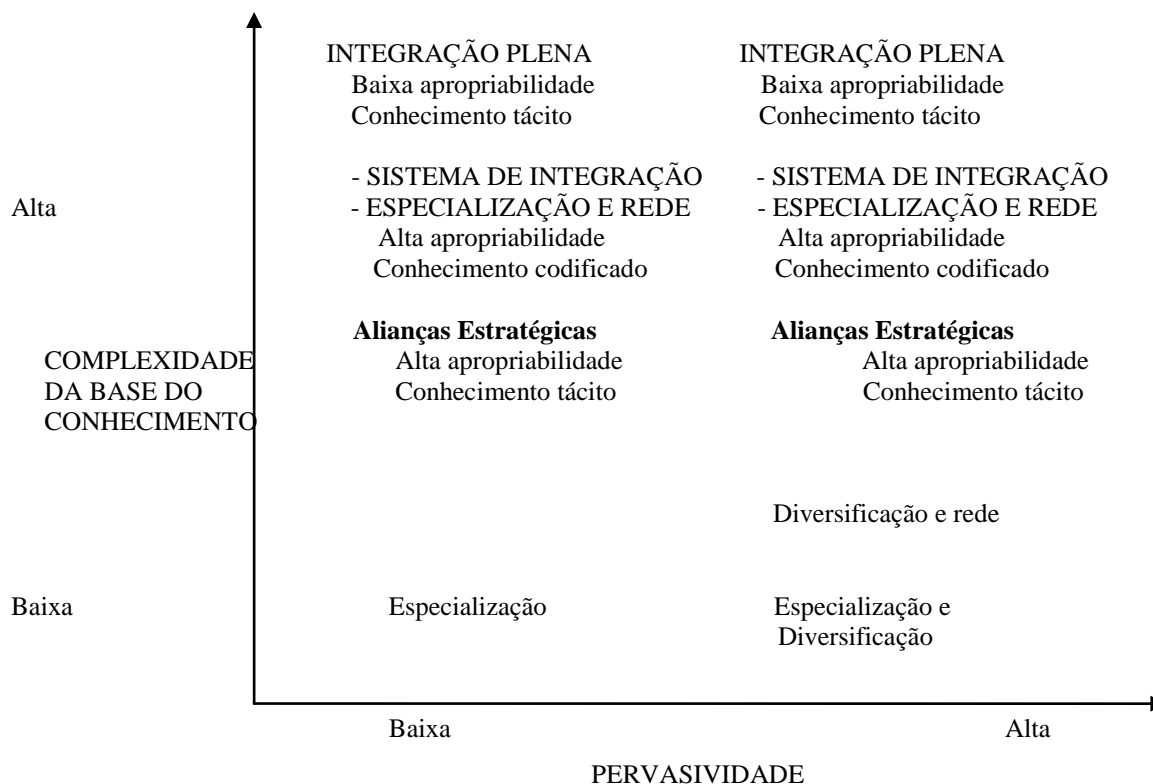 INTEGRAÇÃO PLENA INTEGRAÇÃO PLENA
Baixa apropriabilidade Baixa apropriabilidade
Conhecimento tácito Conhecimento tácito
- SISTEMA DE INTEGRAÇÃO - SISTEMA DE INTEGRAÇÃO
Alta - ESPECIALIZAÇÃO E REDE - ESPECIALIZAÇÃO E REDE
Alta apropriabilidade Alta apropriabilidade
Conhecimento codificado Conhecimento codificado
Alianças Estratégicas Alianças Estratégicas
COMPLEXIDADE Alta apropriabilidade Alta apropriabilidade
DA BASE DO Conhecimento tácito Conhecimento tácito
CONHECIMENTO
Diversificação e rede
Baixa Especialização Especialização e
Diversificação
Baixa Alta
PERVASIVIDADE